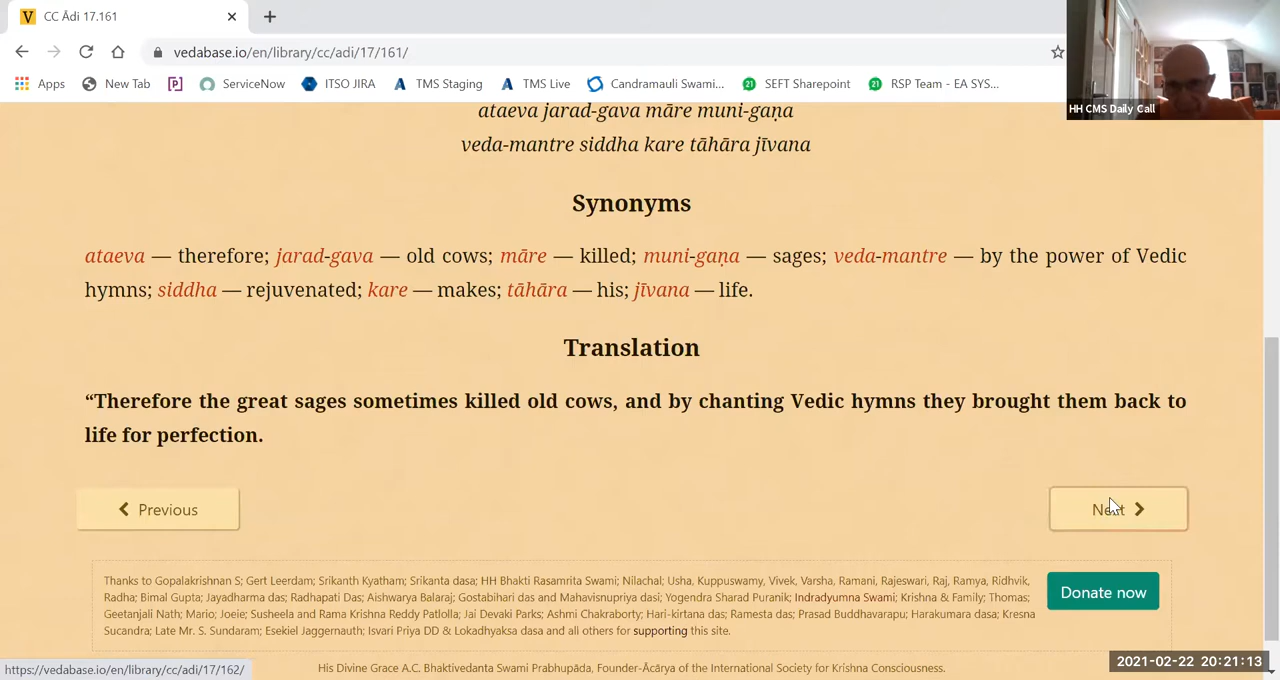 CC Ādi 17.161
vedabase.io/en/library/cc/adi/17/161/
Apps New Tab ServiceNow ITSO JIRA TMS Staging TMS Live Candramauli Swami... SEFT Sharepoint RSP Team - EA SYS...
HH CMS Daily Call
ataeva jarad-gava māre muni-gaṇa
veda-mantre siddha kare tāhāra jīvana
Synonyms
ataeva — therefore; jarad-gava — old cows; māre — killed; muni-gaṇa — sages; veda-mantre — by the power of Vedic
hymns; siddha — rejuvenated; kare — makes; tāhāra — his; jīvana — life.
Translation
“Therefore the great sages sometimes killed old cows, and by chanting Vedic hymns they brought them back to
life for perfection.
Previous
Next
Thanks to Gopalakrishnan S; Gert Leerdam; Srikanth Kyatham; Srikanta dasa; HH Bhakti Rasamrita Swami; Nilachal; Usha, Kuppuswamy, Vivek, Varsha, Ramani, Rajeswari, Raj, Ramya, Ridhvik,
Radha; Bimal Gupta; Jayadharma das; Radhapati Das; Aishwarya Balaraj; Gostabihari das and Mahavisnupriya dasi; Yogendra Sharad Puranik; Indradyumna Swami; Krishna & Family; Thomas;
Geetanjali Nath; Mario; Joeie; Susheela and Rama Krishna Reddy Patlolla; Jai Devaki Parks; Ashmi Chakraborty; Hari-kirtana das; Ramesta das; Prasad Buddhavarapu; Harakumara dasa; Kresna
Sucandra; Late Mr. S. Sundaram; Esekiel Jaggernauth; Isvari Priya DD & Lokadhyaksa dasa and all others for supporting this site.
Donate now
https://vedabase.io/en/library/cc/adi/17/162/
His Divine Grace A.C. Bhaktivedanta Swami Prabhupāda, Founder-Ācārya of the International Society for Krishna Consciousness.
2021-02-22 20:21:13